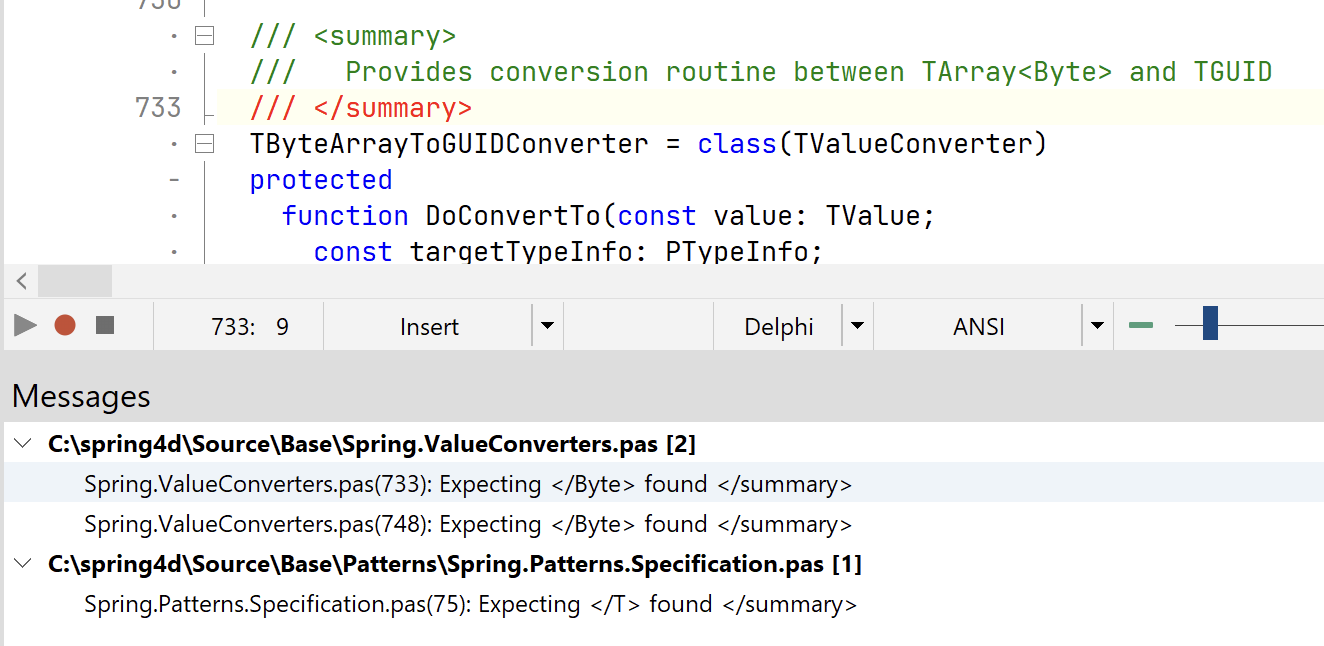 /// <summary>
/// Provides conversion routine between TArray<Byte> and TGUID
733 /// </summary>
TByteArrayToGUIDConverter = class(TValueConverter)
protected
function DoConvertTo(const value: TValue;
const targetTypeInfo: PTypeInfo;
733: 9 Insert Delphi ANSI
Messages
C:\spring4d\Source\Base\Spring.ValueConverters.pas [2]
Spring.ValueConverters.pas(733): Expecting </Byte> found </summary>
Spring.ValueConverters.pas(748): Expecting </Byte> found </summary>
C:\spring4d\Source\Base\Patterns\Spring.Patterns.Specification.pas [1]
Spring.Patterns.Specification.pas(75): Expecting </T> found </summary>